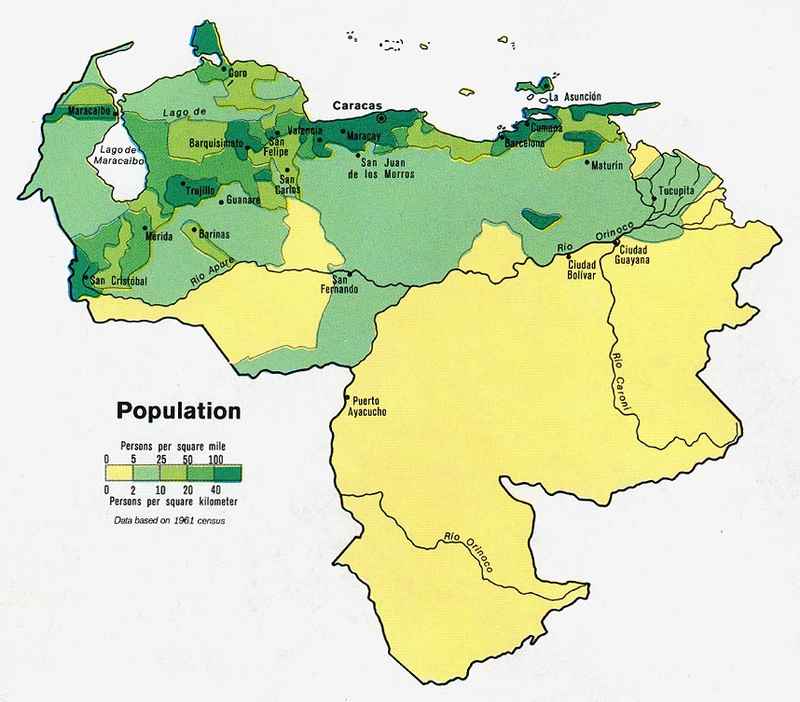 Coro
Maracaibo
Lago de
Caracas
La Asunción
Cumaná
Barcelona
Lago de
Maracaibo
Barquisimeto
San
Felipe
Valencia
Maracay
San Juan
de los Morros
Maturín
Trujillo
San
Carlos
Guanare
Tucupita
Mérida
Barinas
Río Orinoco
Río Apure
San Cristóbal
San
Fernando
Ciudad
Bolívar
Ciudad
Guayana
Río Caroní
Puerto
Ayacucho
Population
Persons per square mile
0 5 25 50 100
0 2 10 20 40
Persons per square kilometer
Data based on 1961 census
Río Orinoco